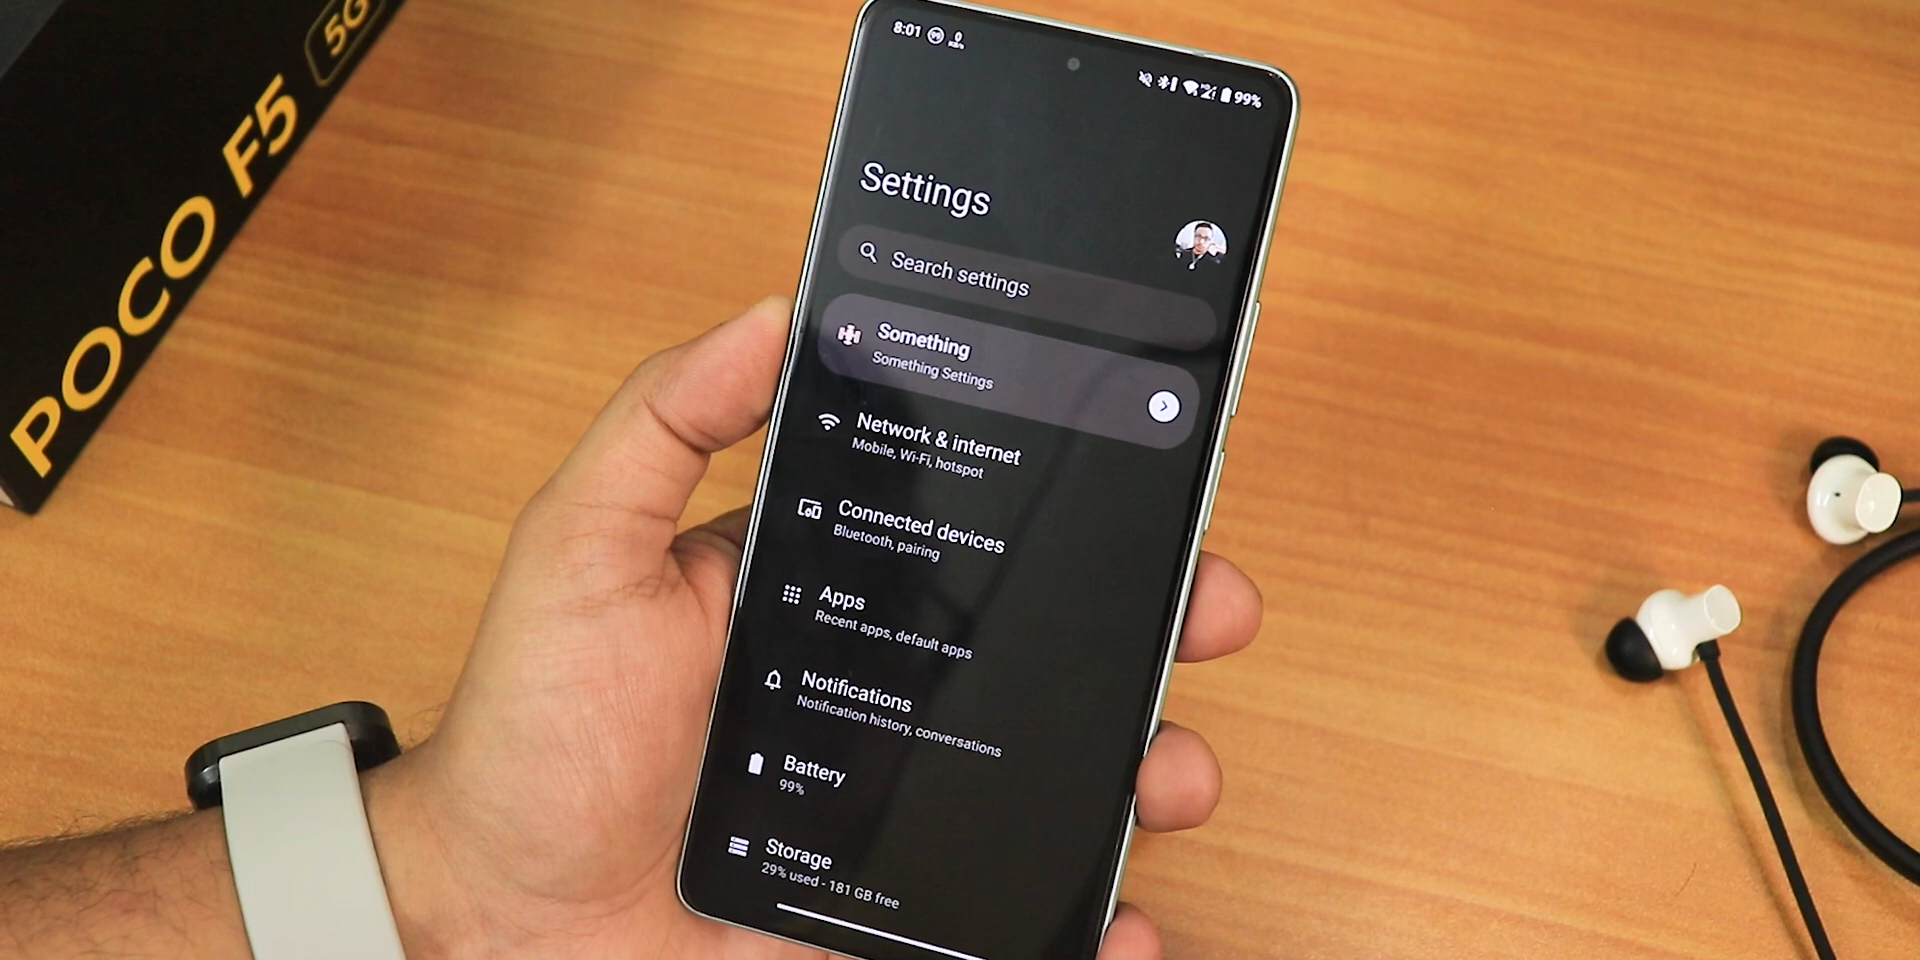 POCO F5
5G
8:01
0
KB/s
99%
Settings
Search settings
Something
Something Settings
Network & internet
Mobile, Wi-Fi, hotspot
Connected devices
Bluetooth, pairing
Apps
Recent apps, default apps
Notifications
Notification history, conversations
Battery
99%
Storage
29% used - 181 GB free